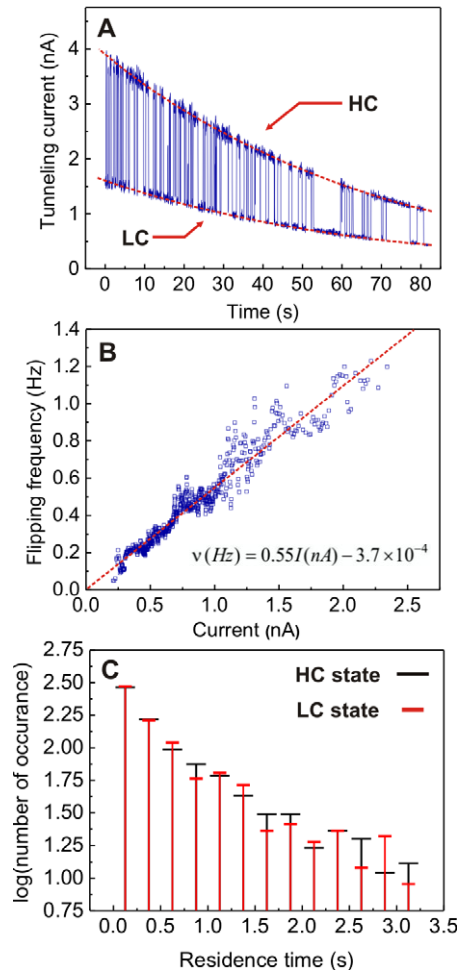 A
Tunneling current (nA)
4
3
2
1
0
HC
LC
0 10 20 30 40 50 60 70 80
Time (s)
B
Flipping frequency (Hz)
1.4
1.2
1.0
0.8
0.6
0.4
0.2
0.0
ν(Hz) = 0.55I(nA) − 3.7×10⁻⁴
0.0 0.5 1.0 1.5 2.0 2.5
Current (nA)
C
log(number of occurance)
2.75
2.50
2.25
2.00
1.75
1.50
1.25
1.00
0.75
HC state
LC state
0.0 0.5 1.0 1.5 2.0 2.5 3.0 3.5
Residence time (s)